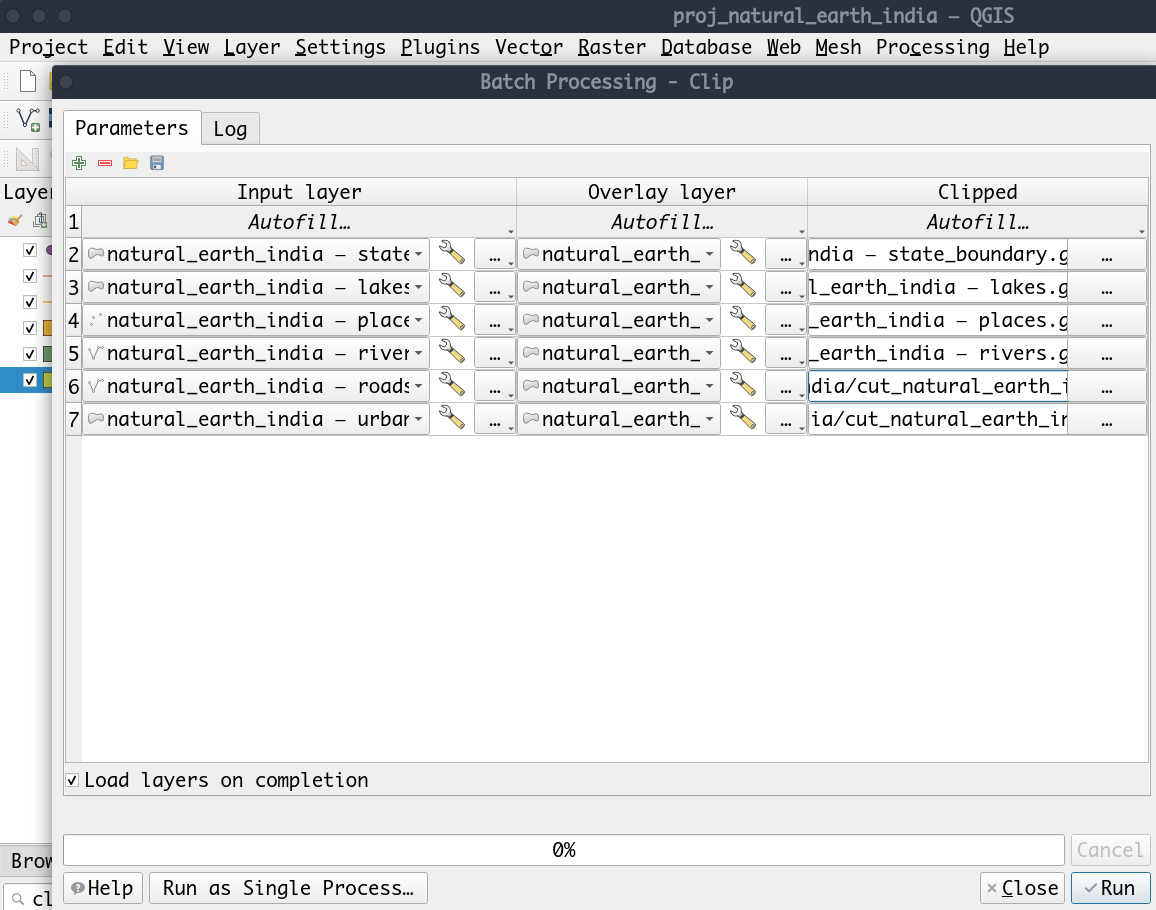 proj_natural_earth_india — QGIS
Project Edit View Layer Settings Plugins Vector Raster Database Web Mesh Processing Help
Batch Processing - Clip
Parameters Log
Layer
Input layer Overlay layer Clipped
1 Autofill… Autofill… Autofill…
2 natural_earth_india — state … natural_earth_ … ndia — state_boundary.g …
3 natural_earth_india — lakes … natural_earth_ … l_earth_india — lakes.g …
4 natural_earth_india — place … natural_earth_ … _earth_india — places.g …
5 natural_earth_india — river … natural_earth_ … _earth_india — rivers.g …
6 natural_earth_india — roads … natural_earth_ … dia/cut_natural_earth_i …
7 natural_earth_india — urban … natural_earth_ … ia/cut_natural_earth_in …
Load layers on completion
0% Cancel
Brow
Help Run as Single Process… Close Run
cl